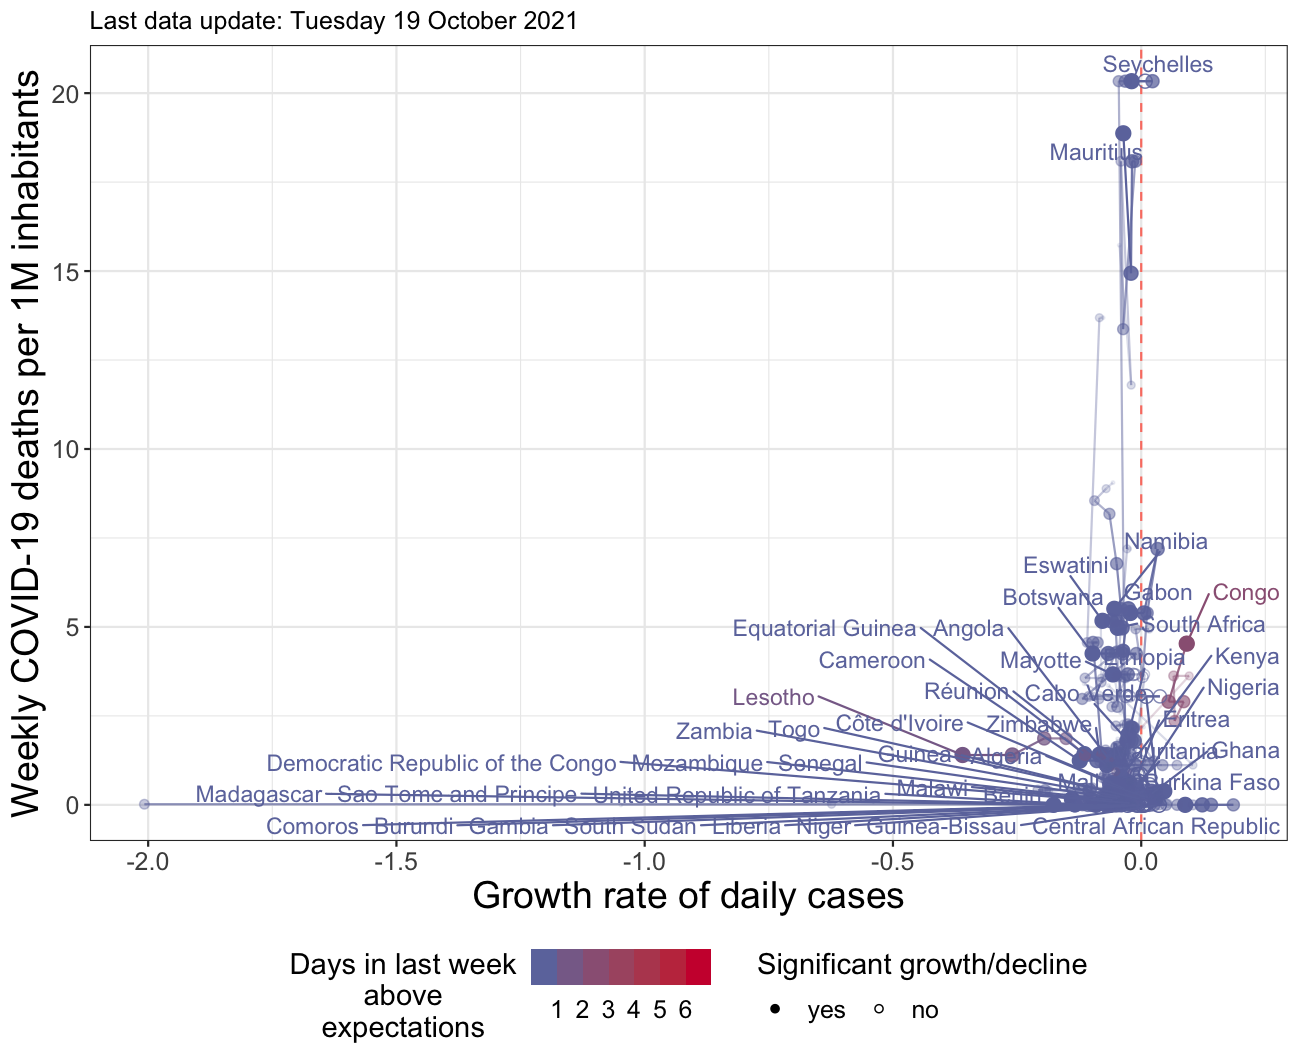 Last data update: Tuesday 19 October 2021
Weekly COVID-19 deaths per 1M inhabitants
20
15
10
5
0
Seychelles
Mauritius
Namibia
Eswatini
Botswana
Gabon
Congo
Equatorial Guinea
Angola
South Africa
Cameroon
Mayotte
Ethiopia
Kenya
Lesotho
Réunion
Cabo Verde
Nigeria
Zambia
Togo
Côte d'Ivoire
Zimbabwe
Eritrea
Democratic Republic of the Congo
Mozambique
Senegal
Guinea
Algeria
Ghana
Madagascar
Sao Tome and Principe
United Republic of Tanzania
Malawi
Burkina Faso
Comoros
Burundi
Gambia
South Sudan
Liberia
Niger
Guinea-Bissau
Central African Republic
-2.0
-1.5
-1.0
-0.5
0.0
Growth rate of daily cases
Days in last week
above
expectations
1 2 3 4 5 6
Significant growth/decline
yes
no